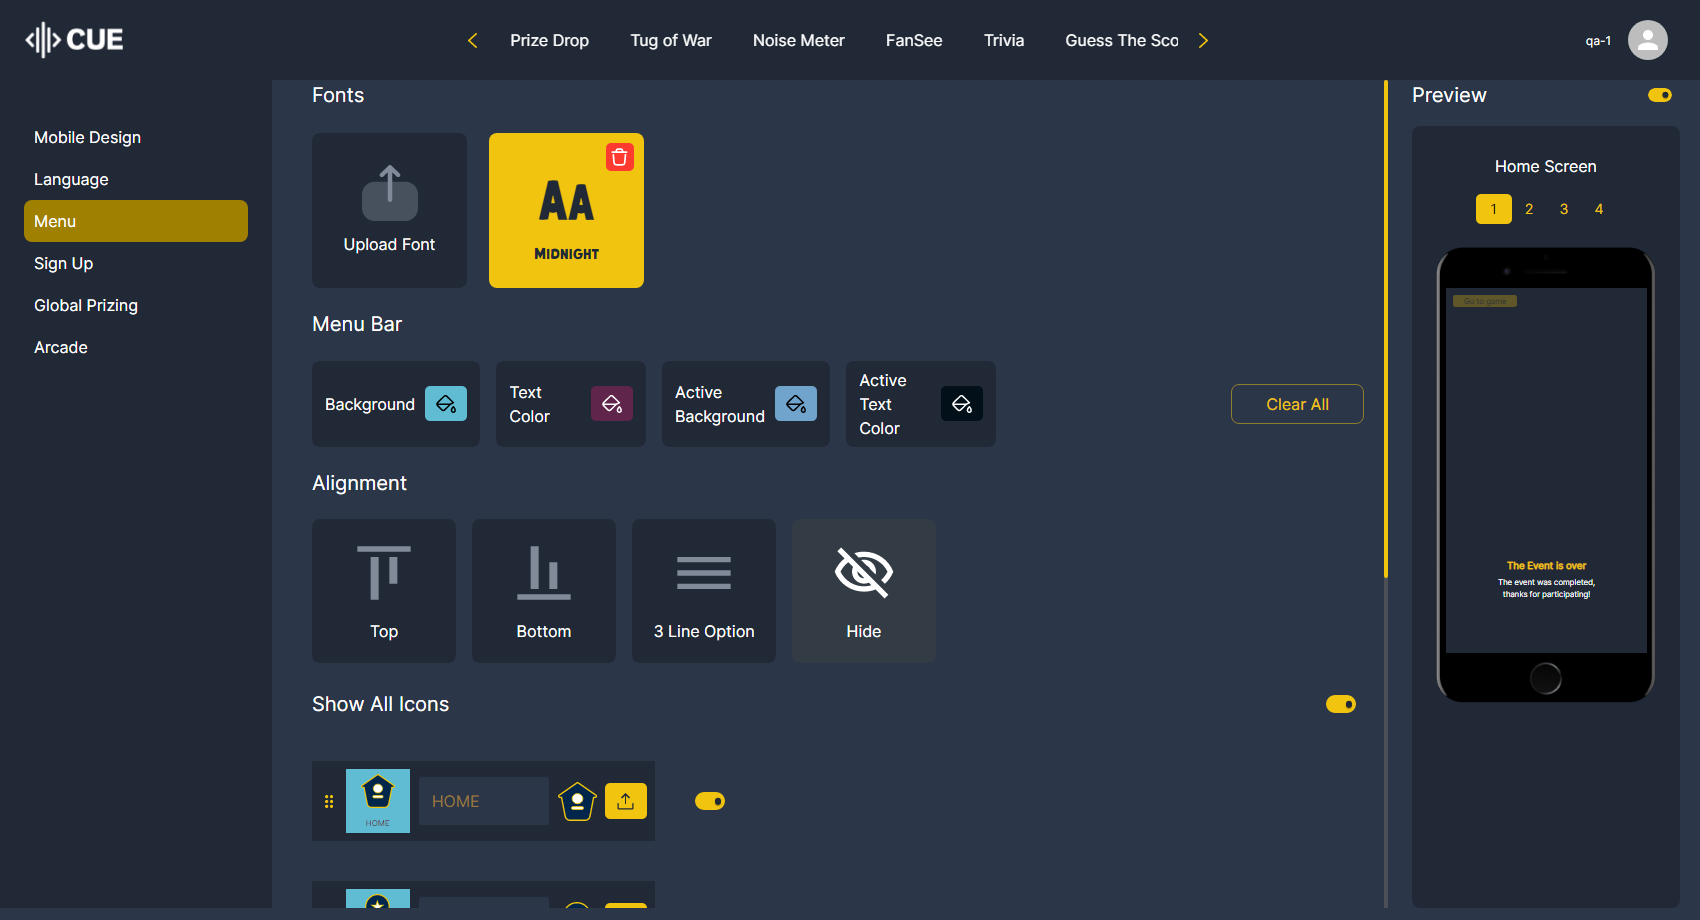 CUE
Prize Drop
Tug of War
Noise Meter
FanSee
Trivia
Guess The Sco
qa-1
Mobile Design
Language
Menu
Sign Up
Global Prizing
Arcade
Fonts
Upload Font
AA
MIDNIGHT
Menu Bar
Background
Text
Color
Active
Background
Active
Text
Color
Clear All
Alignment
Top
Bottom
3 Line Option
Hide
Show All Icons
HOME
HOME
Preview
Home Screen
1 2 3 4
Go to game
The Event is over
The event was completed,
thanks for participating!